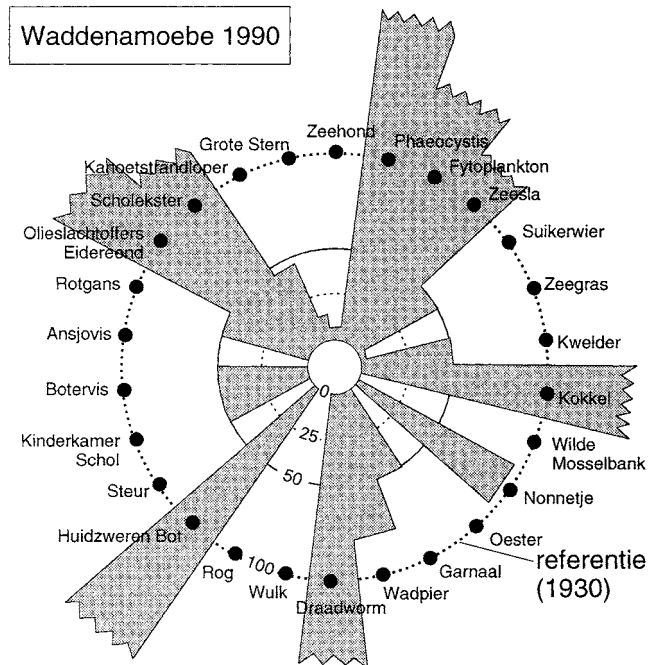 Waddenamoebe 1990
Zeehond
Phaeocystis
Fytoplankton
Zeesla
Suikerwier
Zeegras
Kwelder
Kokkel
Wilde
Mosselbank
Nonnetje
Oester
referentie
(1930)
Garnaal
Wadpier
Draadworm
Wulk
Rog
Huidzweren Bot
Steur
Kinderkamer
Schol
Botervis
Ansjovis
Rotgans
Olieslachtoffers
Eidereend
Scholekster
Kanoetstrandloper
Grote Stern
0
25
50
100